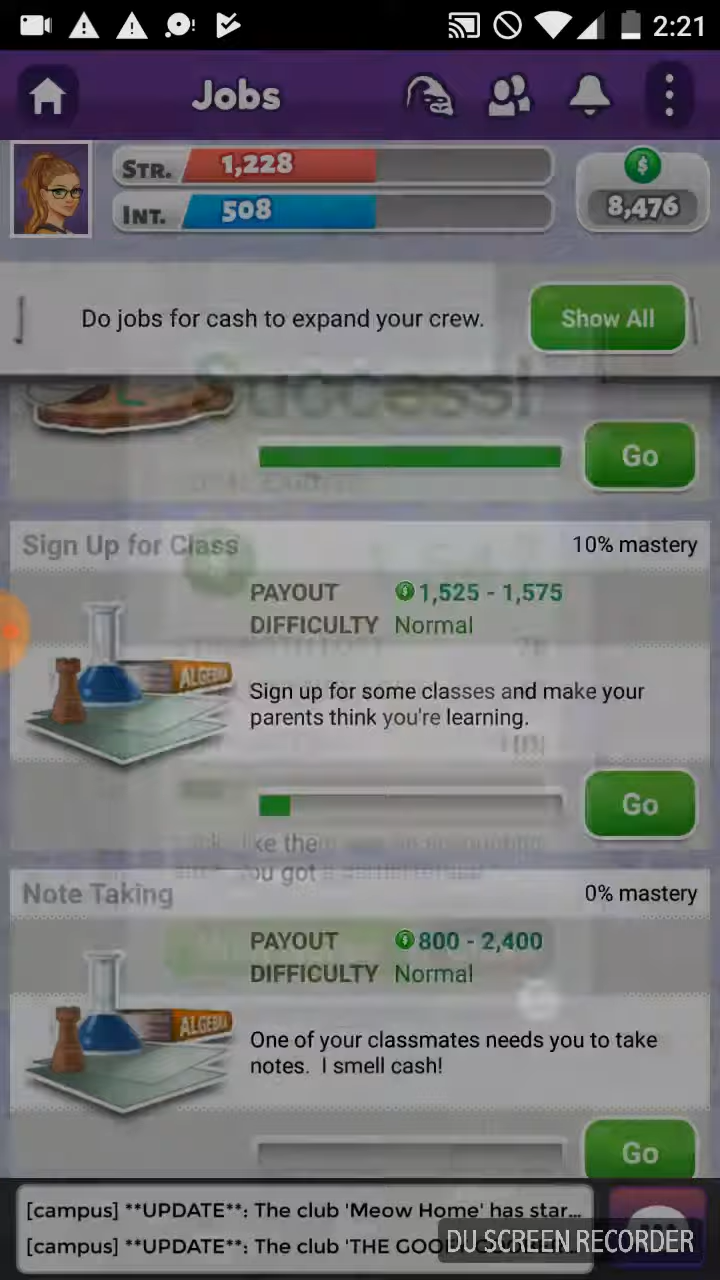 2:21
Jobs
STR. 1,228
INT. 508
8,476
Do jobs for cash to expand your crew.
Show All
Success!
Go
Sign Up for Class
10% mastery
PAYOUT 1,525 - 1,575
DIFFICULTY Normal
ALGEBRA
Sign up for some classes and make your
parents think you're learning.
Go
you got
Note Taking
0% mastery
PAYOUT 800 - 2,400
DIFFICULTY Normal
ALGEBRA
One of your classmates needs you to take
notes. I smell cash!
Go
[campus] **UPDATE**: The club 'Meow Home' has star...
[campus] **UPDATE**: The club 'THE
DU SCREEN RECORDER